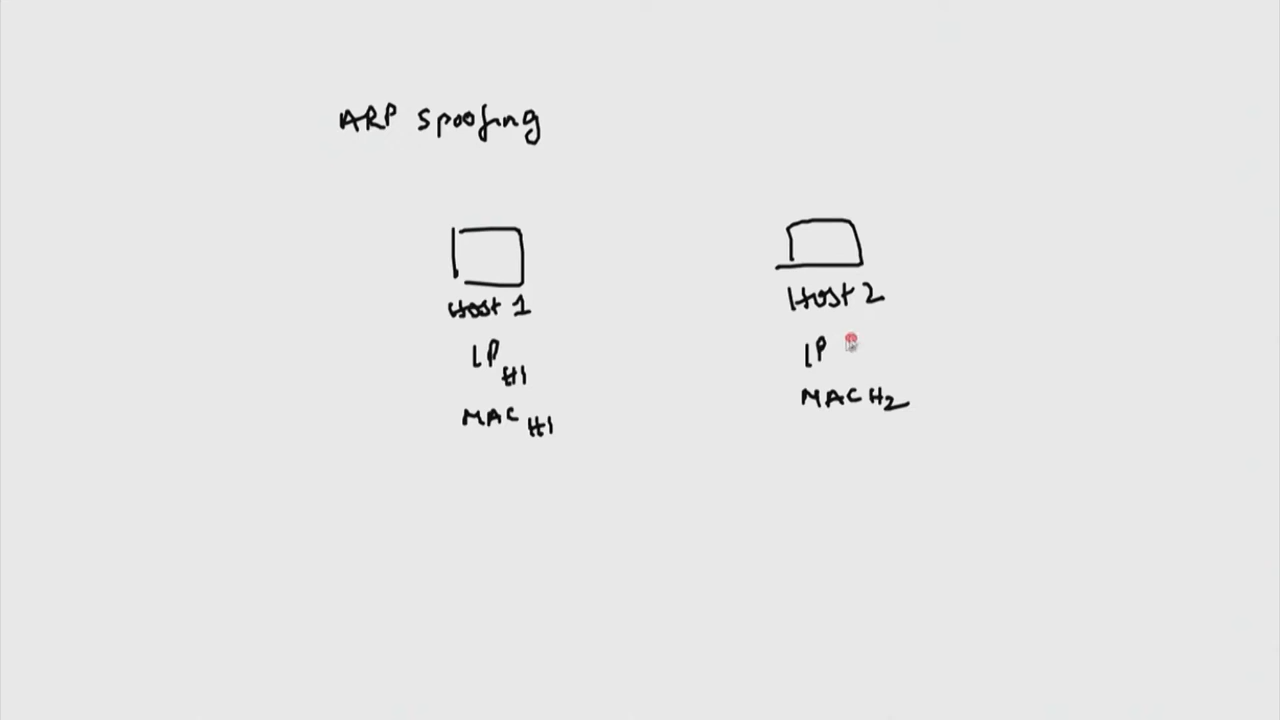 ARP Spoofing
Host 1
IP H1
MAC H1
Host 2
IP
MAC H2